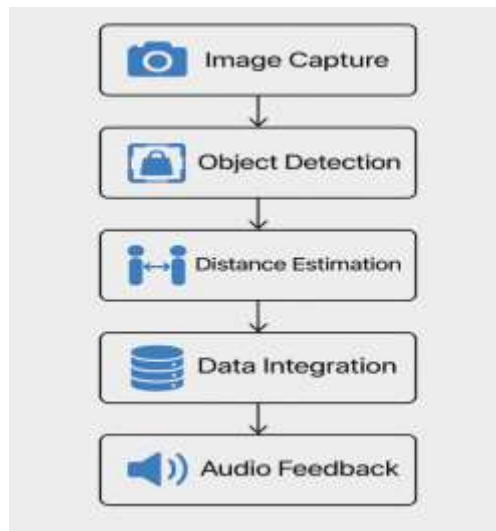 Image Capture
Object Detection
Distance Estimation
Data Integration
Audio Feedback